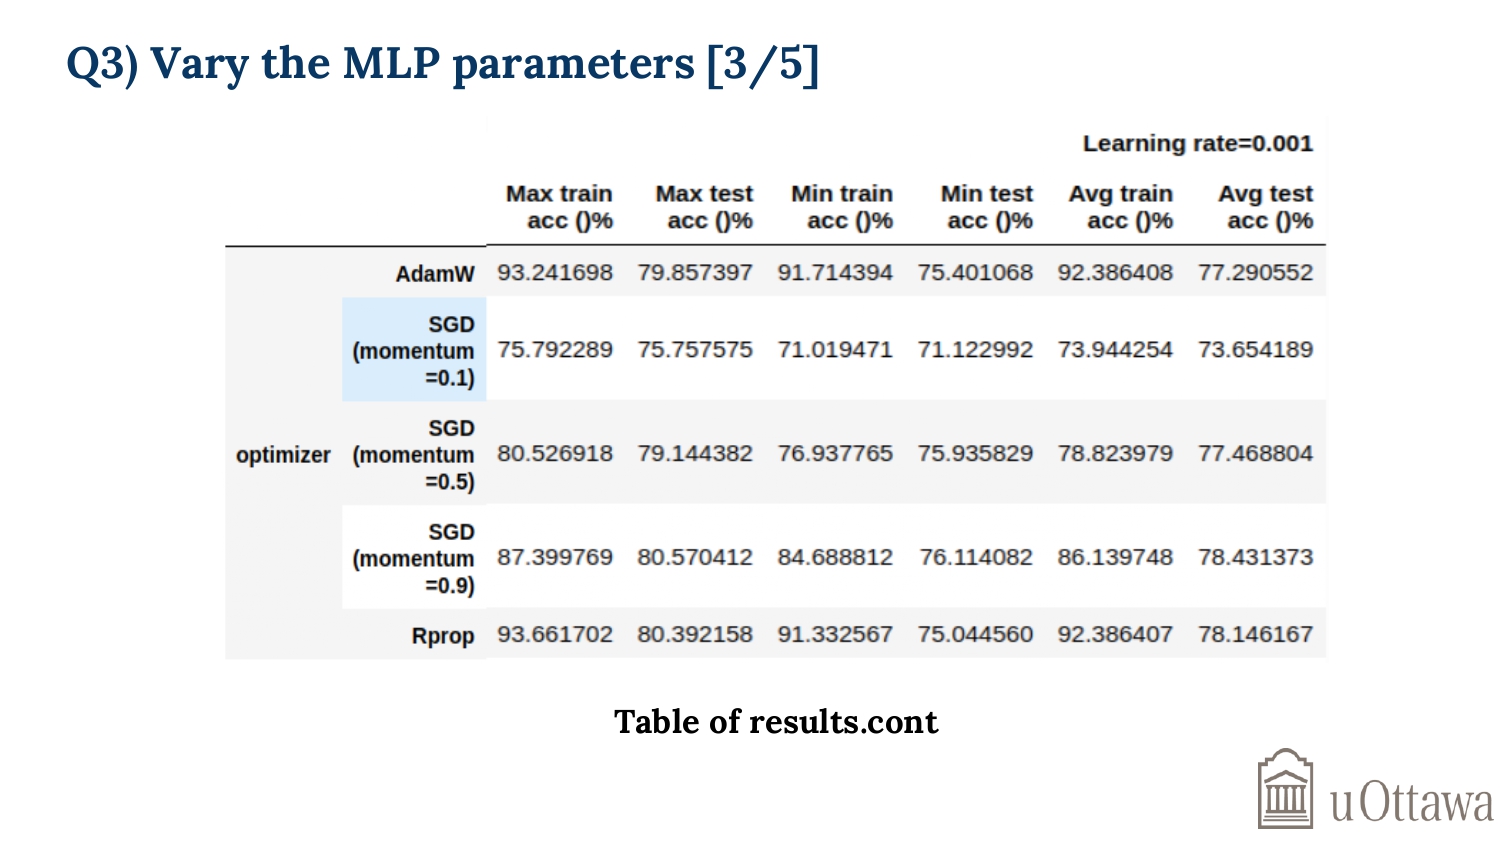 Q3) Vary the MLP parameters [3/5]
Learning rate=0.001
Max train acc ()% Max test acc ()% Min train acc ()% Min test acc ()% Avg train acc ()% Avg test acc ()%
optimizer
AdamW 93.241698 79.857397 91.714394 75.401068 92.386408 77.290552
SGD (momentum =0.1) 75.792289 75.757575 71.019471 71.122992 73.944254 73.654189
SGD (momentum =0.5) 80.526918 79.144382 76.937765 75.935829 78.823979 77.468804
SGD (momentum =0.9) 87.399769 80.570412 84.688812 76.114082 86.139748 78.431373
Rprop 93.661702 80.392158 91.332567 75.044560 92.386407 78.146167
Table of results.cont
uOttawa